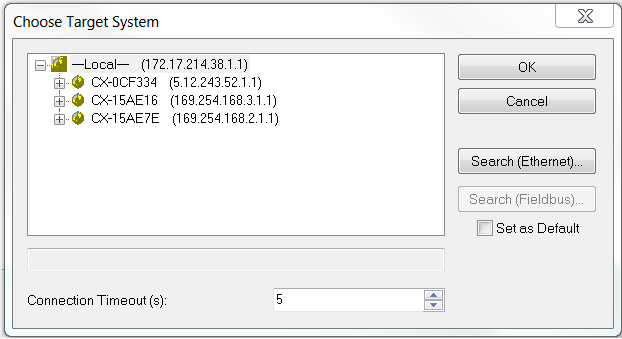 Choose Target System
—Local— (172.17.214.38.1.1)
CX-0CF334 (5.12.243.52.1.1)
CX-15AE16 (169.254.168.3.1.1)
CX-15AE7E (169.254.168.2.1.1)
OK
Cancel
Search (Ethernet)...
Search (Fieldbus)...
Set as Default
Connection Timeout (s):
5